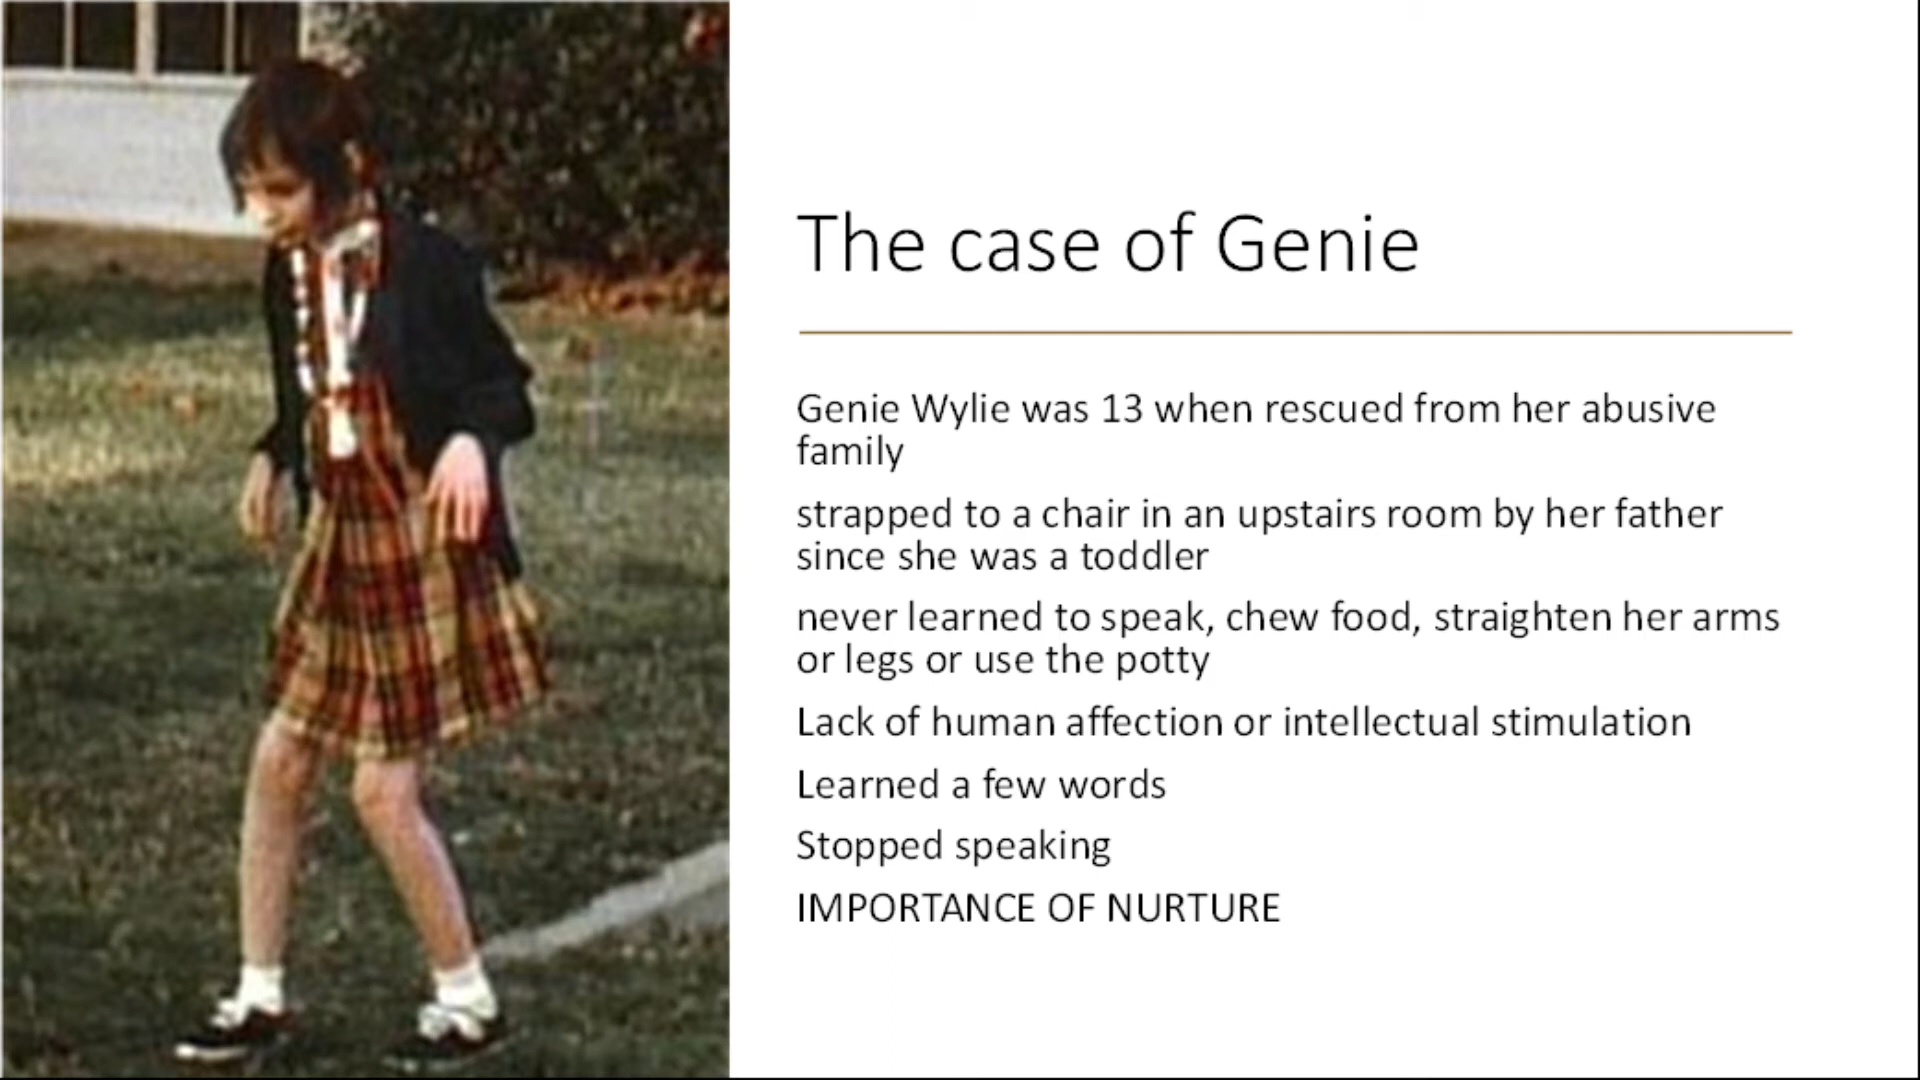 The case of Genie
Genie Wylie was 13 when rescued from her abusive
family
strapped to a chair in an upstairs room by her father
since she was a toddler
never learned to speak, chew food, straighten her arms
or legs or use the potty
Lack of human affection or intellectual stimulation
Learned a few words
Stopped speaking
IMPORTANCE OF NURTURE